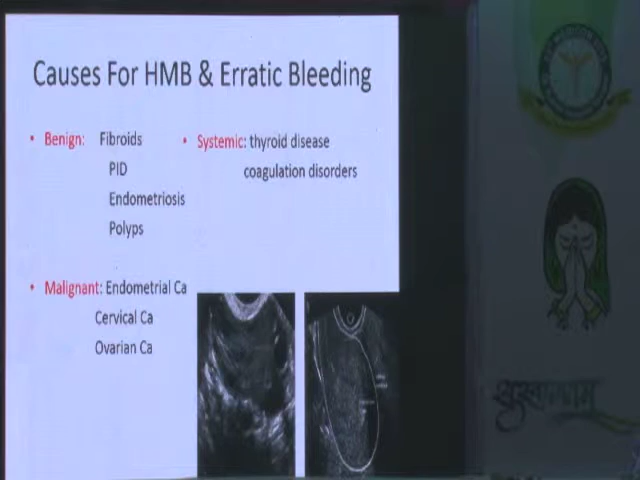 Causes For HMB & Erratic Bleeding
• Benign: Fibroids
PID
Endometriosis
Polyps
• Systemic: thyroid disease
coagulation disorders
• Malignant: Endometrial Ca
Cervical Ca
Ovarian Ca